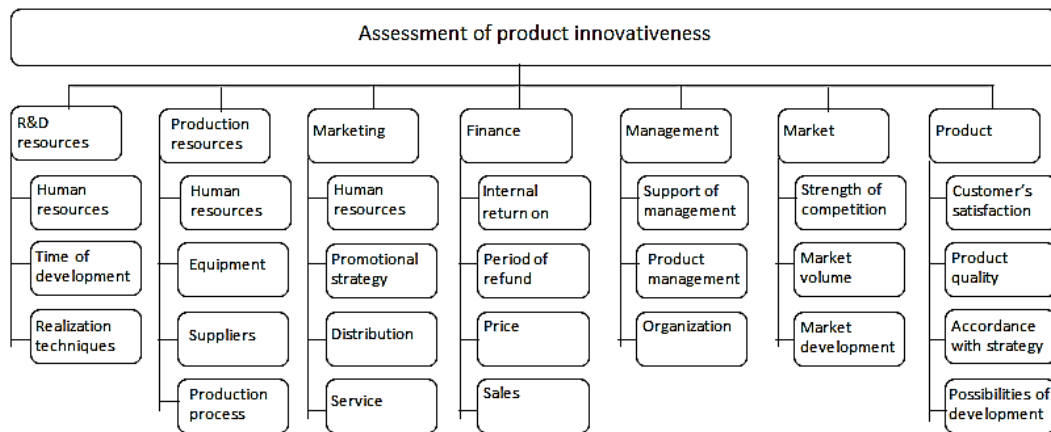 Assessment of product innovativeness
R&D
resources
Human
resources
Time of
development
Realization
techniques
Production
resources
Human
resources
Equipment
Suppliers
Production
process
Marketing
Human
resources
Promotional
strategy
Distribution
Service
Finance
Internal
return on
Period of
refund
Price
Sales
Management
Support of
management
Product
management
Organization
Market
Strength of
competition
Market
volume
Market
development
Product
Customer's
satisfaction
Product
quality
Accordance
with strategy
Possibilities of
development